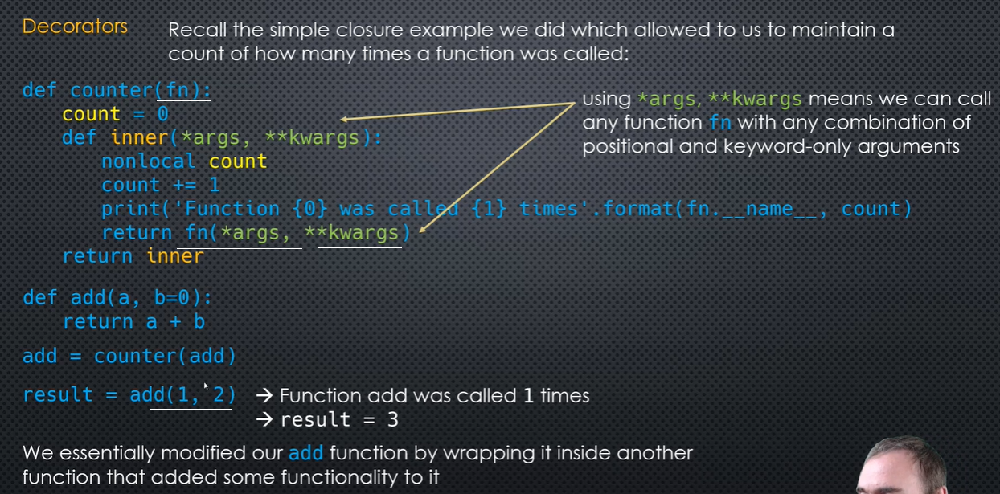 Decorators
Recall the simple closure example we did which allowed to us to maintain a
count of how many times a function was called:
def counter(fn):
count = 0
def inner(*args, **kwargs):
nonlocal count
count += 1
print('Function {0} was called {1} times'.format(fn.__name__, count)
return fn(*args, **kwargs)
return inner
using *args, **kwargs means we can call
any function fn with any combination of
positional and keyword-only arguments
def add(a, b=0):
return a + b
add = counter(add)
result = add(1, 2) → Function add was called 1 times
→ result = 3
We essentially modified our add function by wrapping it inside another
function that added some functionality to it